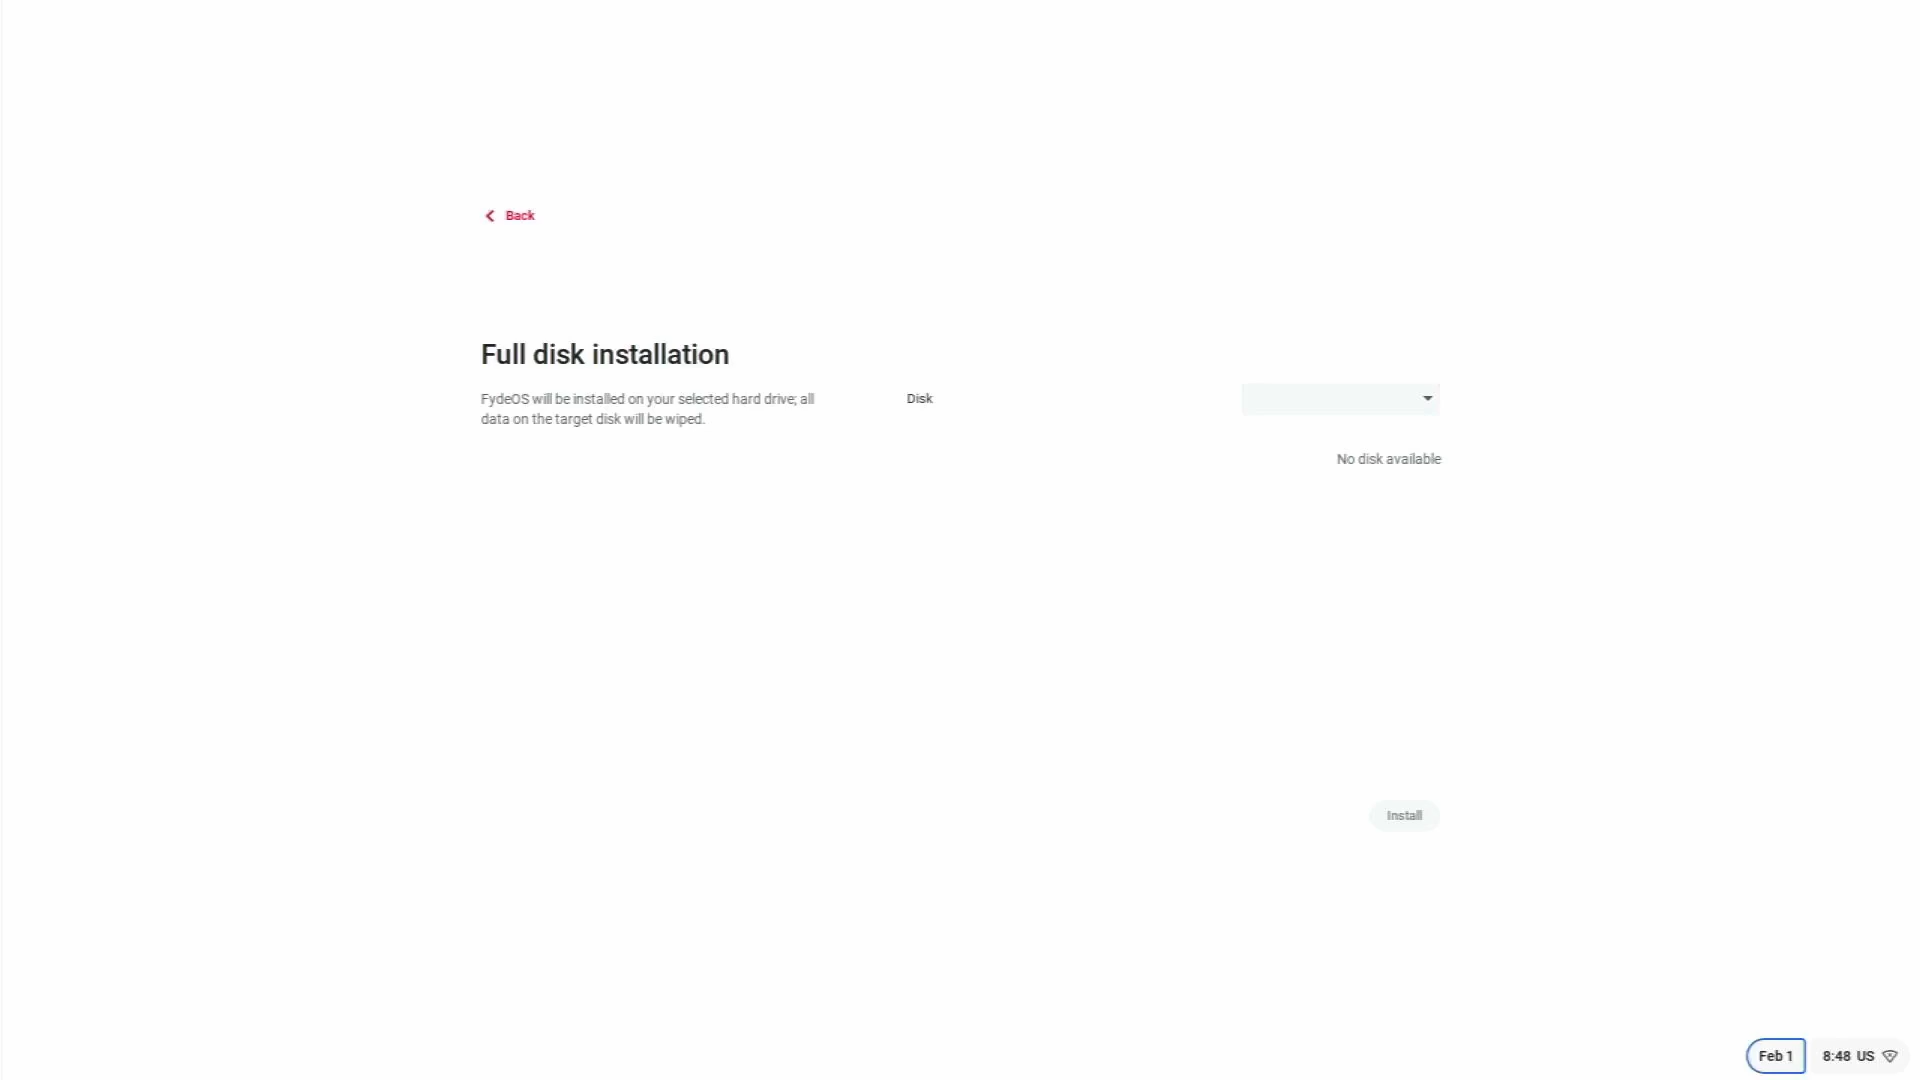 Back
Full disk installation
FydeOS will be installed on your selected hard drive; all
data on the target disk will be wiped.
Disk
No disk available
Install
Feb 1
8:48 US